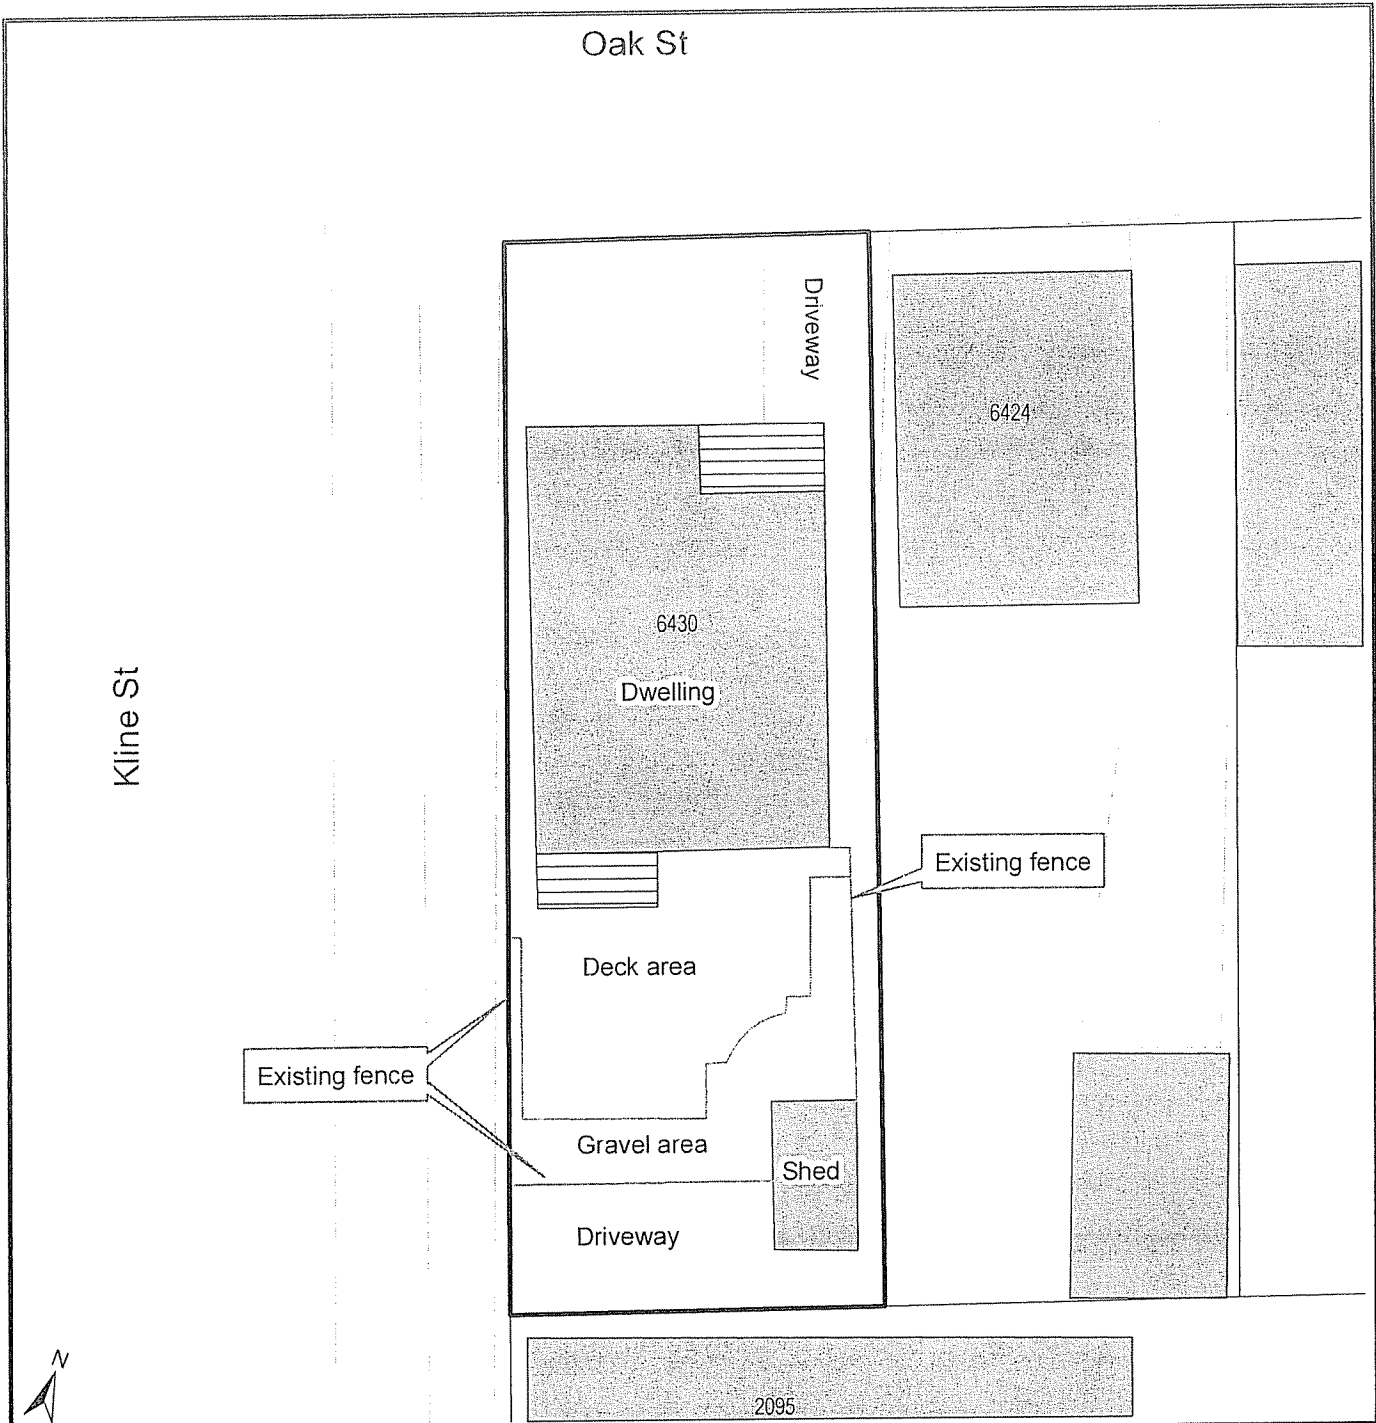 Oak St
Driveway
6424
6430
Dwelling
Kline St
Existing fence
Deck area
Existing fence
Gravel area
Shed
Driveway
N
2095